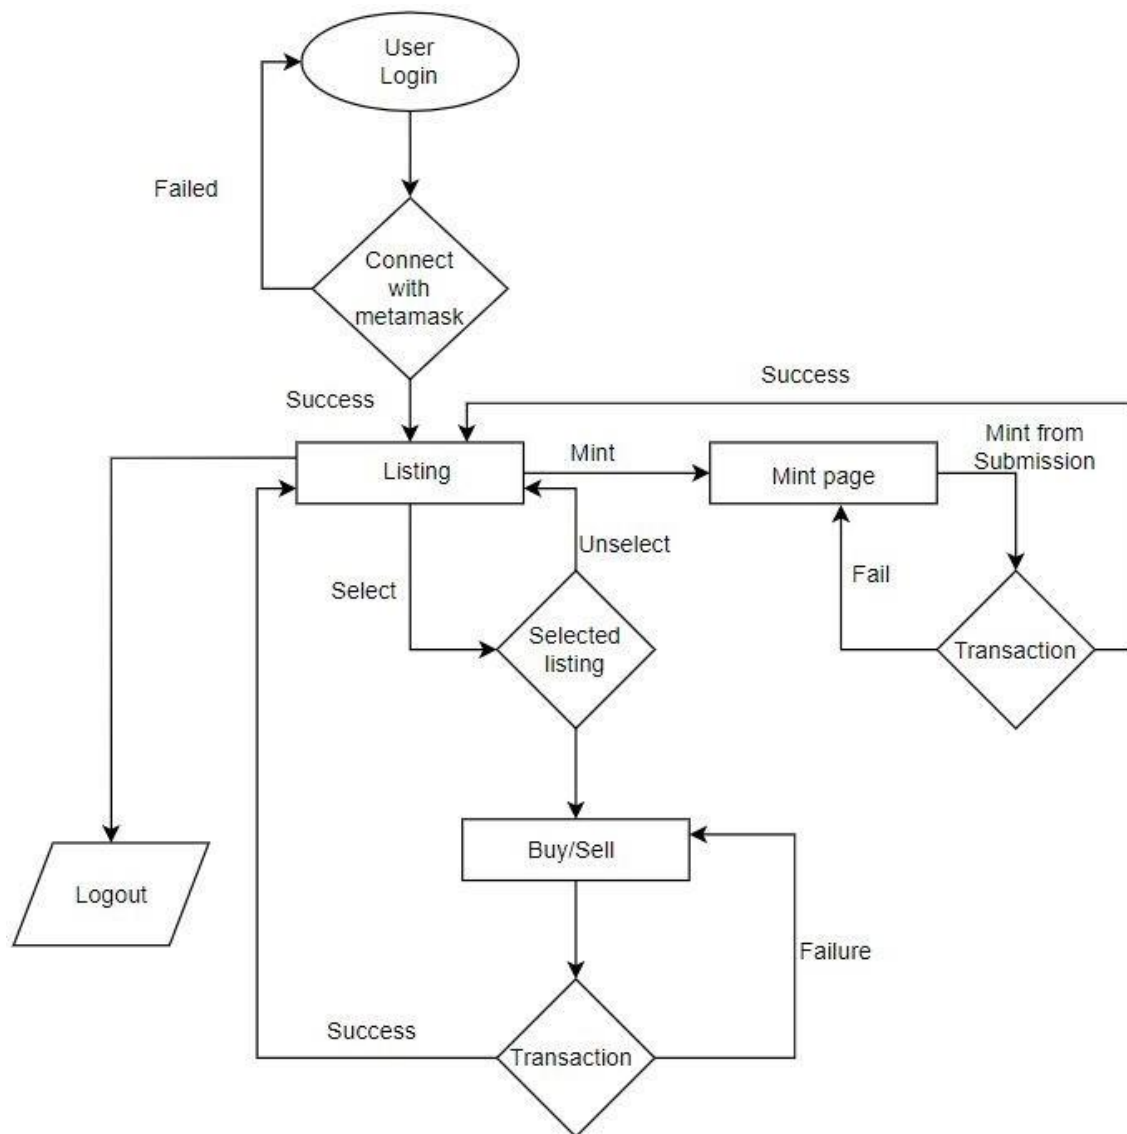 User
Login
Failed
Connect
with
metamask
Success
Success
Listing
Mint
Mint page
Mint from
Submission
Unselect
Select
Fail
Selected
listing
Transaction
Buy/Sell
Logout
Failure
Success
Transaction